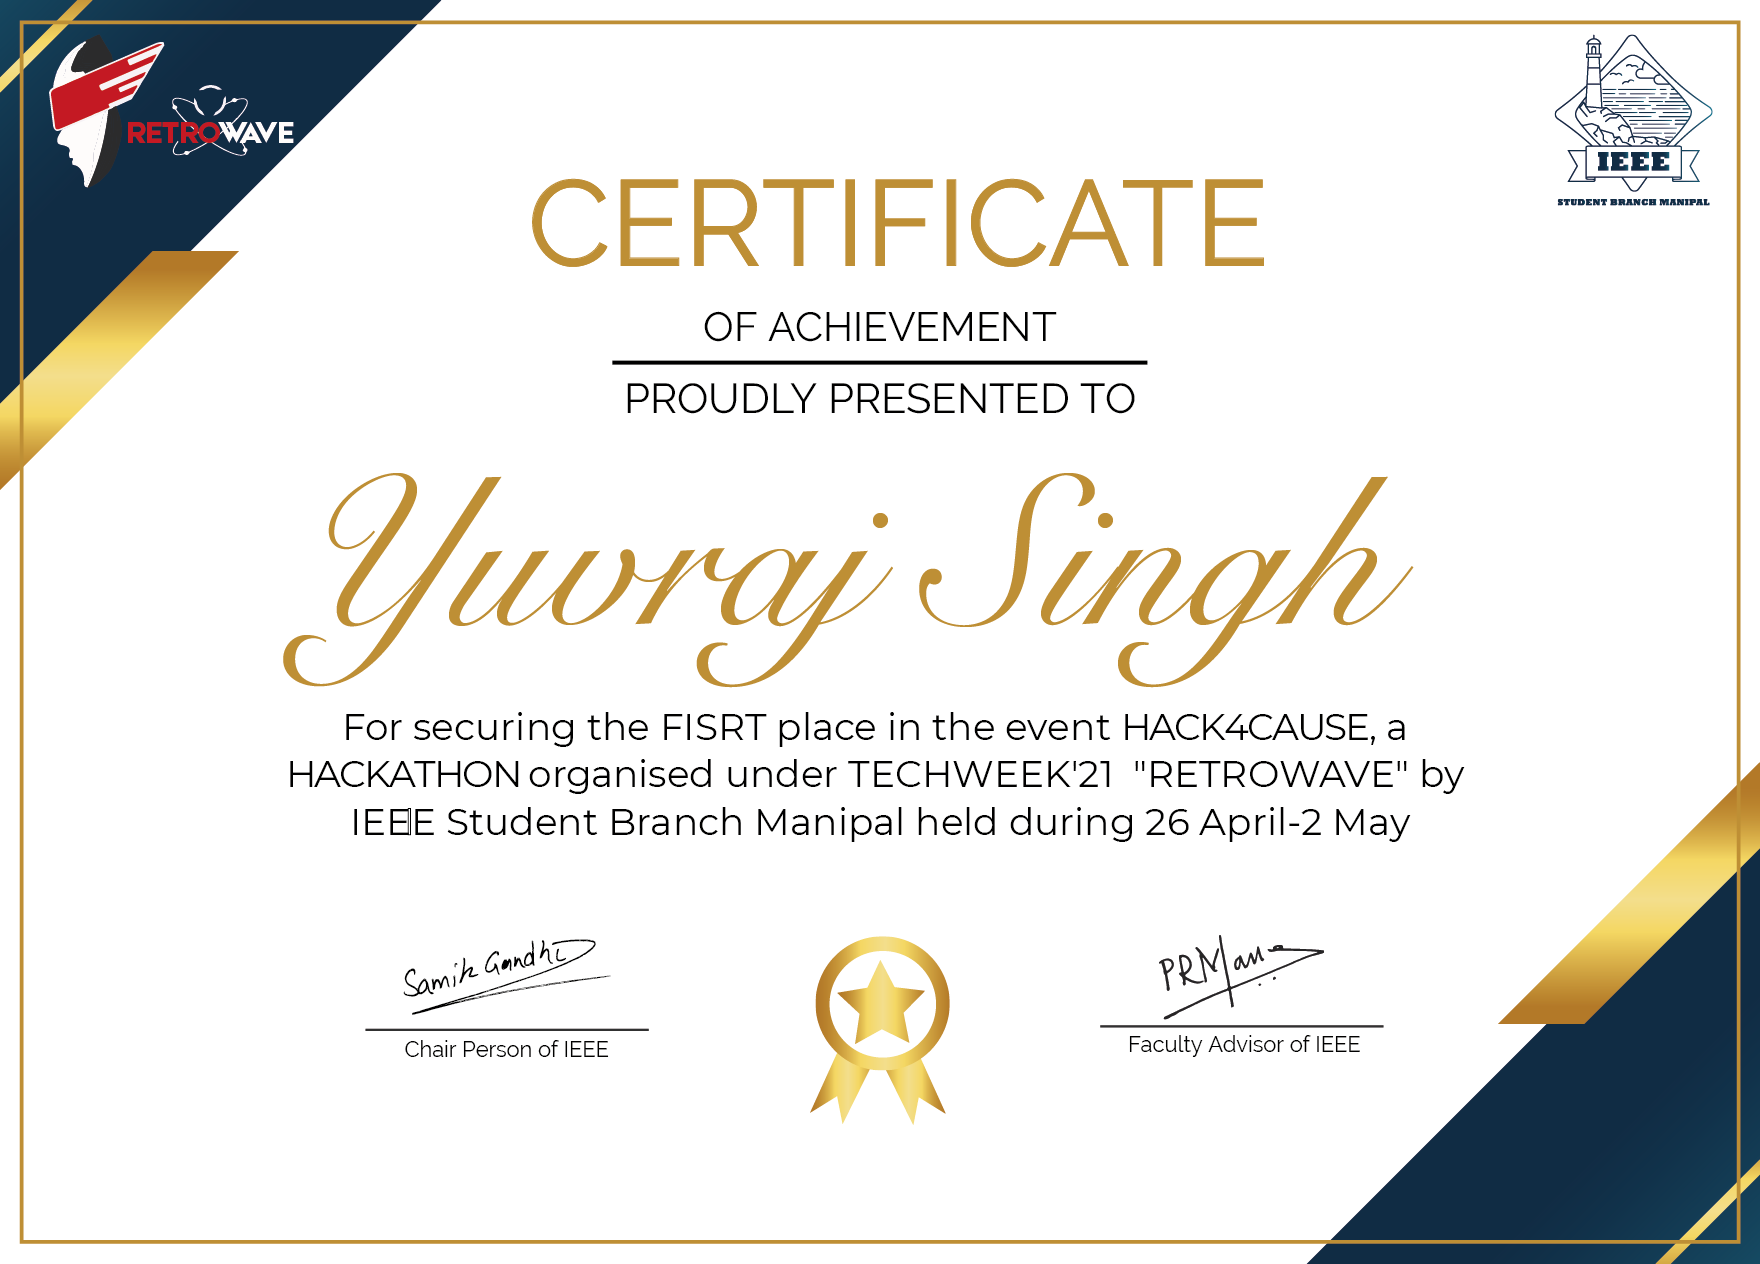 RETROWAVE
IEEE
STUDENT BRANCH MANIPAL
CERTIFICATE
OF ACHIEVEMENT
PROUDLY PRESENTED TO
Yuvraj Singh
For securing the FISRT place in the event HACK4CAUSE, a
HACKATHON organised under TECHWEEK'21 "RETROWAVE" by
IEEE Student Branch Manipal held during 26 April-2 May
Samik Gandhi
Chair Person of IEEE
Faculty Advisor of IEEE